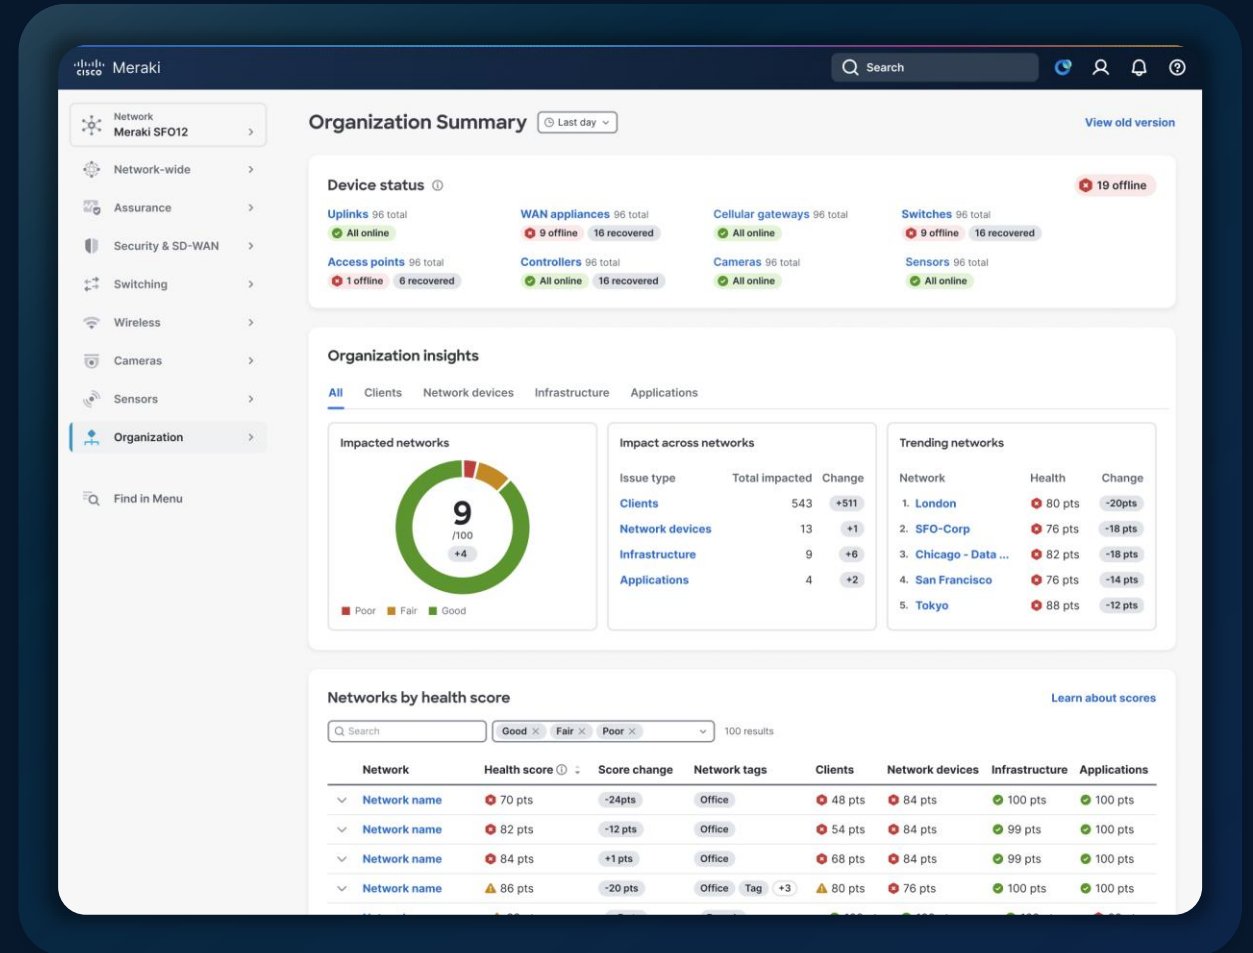 CISCO Meraki
Search
Network
Meraki SFO12
Network-wide
Assurance
Security & SD-WAN
Switching
Wireless
Cameras
Sensors
Organization
Find in Menu
Organization Summary Last day
View old version
Device status
19 offline
Uplinks 96 total
All online
WAN appliances 96 total
9 offline 16 recovered
Cellular gateways 96 total
All online
Switches 96 total
9 offline 16 recovered
Access points 96 total
1 offline 6 recovered
Controllers 96 total
All online 16 recovered
Cameras 96 total
All online
Sensors 96 total
All online
Organization insights
All Clients Network devices Infrastructure Applications
Impacted networks
9
/100
+4
Poor Fair Good
Impact across networks
Issue type Total impacted Change
Clients 543 +511
Network devices 13 +1
Infrastructure 9 +6
Applications 4 +2
Trending networks
Network Health Change
1. London 80 pts -20pts
2. SFO-Corp 76 pts -18 pts
3. Chicago - Data ... 82 pts -18 pts
4. San Francisco 76 pts -14 pts
5. Tokyo 88 pts -12 pts
Networks by health score
Learn about scores
Search
Good Fair Poor
100 results
Network Health score Score change Network tags Clients Network devices Infrastructure Applications
Network name 70 pts -24pts Office 48 pts 84 pts 100 pts 100 pts
Network name 82 pts -12 pts Office 54 pts 84 pts 99 pts 100 pts
Network name 84 pts +1 pts Office 68 pts 84 pts 99 pts 100 pts
Network name 86 pts -20 pts Office Tag +3 80 pts 76 pts 100 pts 100 pts